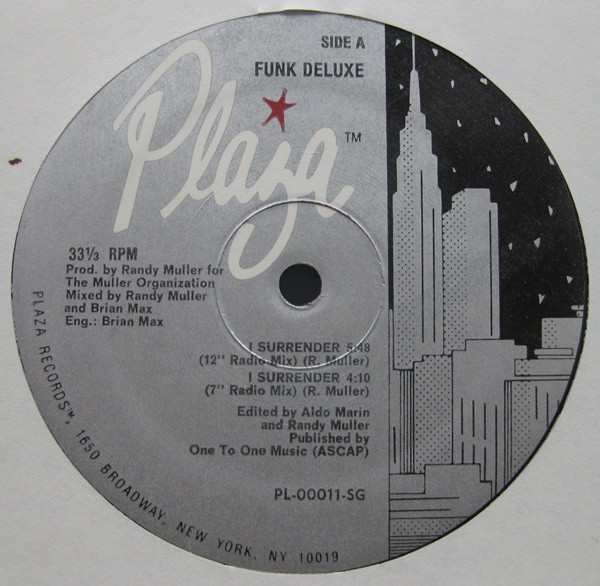 SIDE A
FUNK DELUXE
Plaza™
33⅓ RPM
Prod. by Randy Muller for
The Muller Organization
Mixed by Randy Muller
and Brian Max
Eng.: Brian Max
I SURRENDER 5:48
(12" Radio Mix) (R. Muller)
I SURRENDER 4:10
(7" Radio Mix) (R. Muller)
Edited by Aldo Marin
and Randy Muller
Published by
One To One Music (ASCAP)
PL-00011-SG
PLAZA RECORDS™, 1650 BROADWAY, NEW YORK, NY 10019